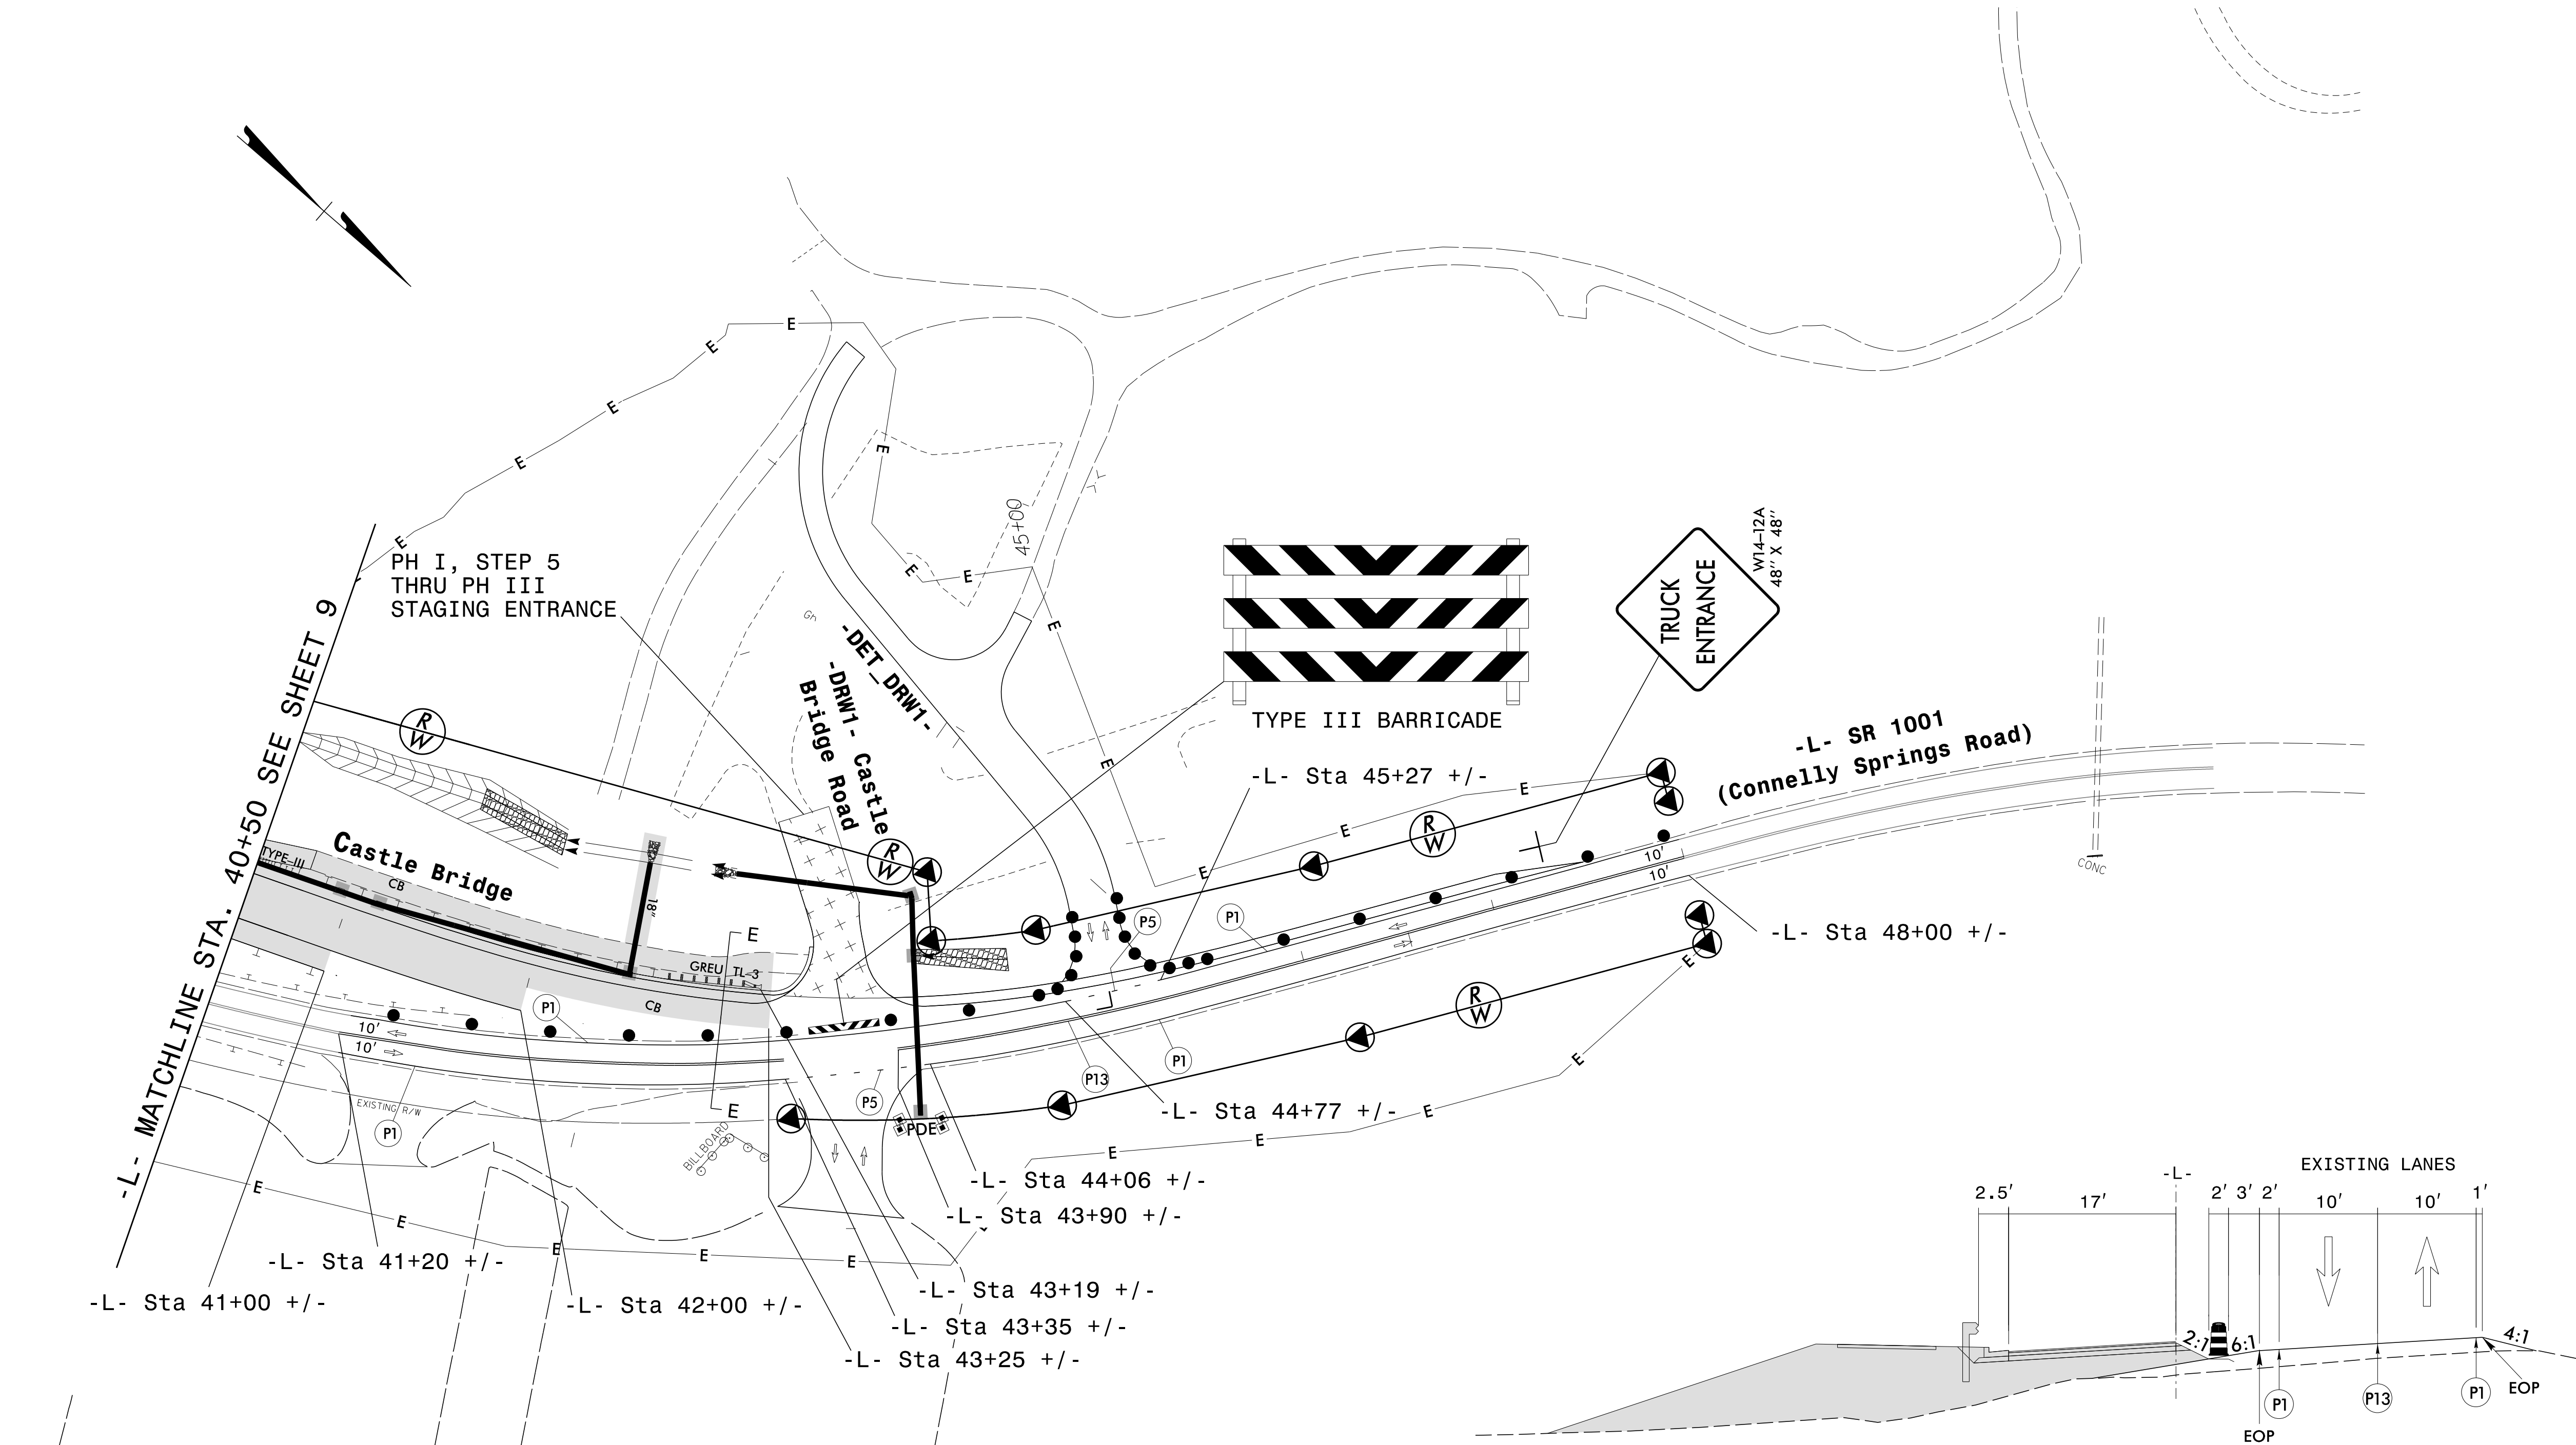 E
E
E
E
E
E
E
E
E
E
E
45+00
Gh
PH I, STEP 5
THRU PH III
STAGING ENTRANCE
-L- MATCHLINE STA. 40+50 SEE SHEET 9
R
W
-DET_DRW1-
-DRW1- Castle
Bridge Road
TYPE III BARRICADE
TRUCK
ENTRANCE
W14-12A
48'' X 48''
-L- SR 1001
(Connelly Springs Road)
-L- Sta 45+27 +/-
R
W
R
W
E
E
E
10'
10'
CONC
TYPE-III
Castle Bridge
CB
18"
GREU TL-3
CB
E
E
P5
P1
-L- Sta 48+00 +/-
E
R
W
P1
10'
10'
EXISTING R/W
P1
P5
P13
P1
BILLBOARD
PDE
-L- Sta 44+77 +/-
E
E
E
E
-L- Sta 44+06 +/-
-L- Sta 43+90 +/-
E
E
E
E
E
-L- Sta 41+20 +/-
-L- Sta 41+00 +/-
-L- Sta 42+00 +/-
-L- Sta 43+19 +/-
-L- Sta 43+35 +/-
-L- Sta 43+25 +/-
EXISTING LANES
-L-
2.5'
17'
2'
3'
2'
10'
10'
1'
2:1
6:1
4:1
P1
P13
P1
EOP
EOP